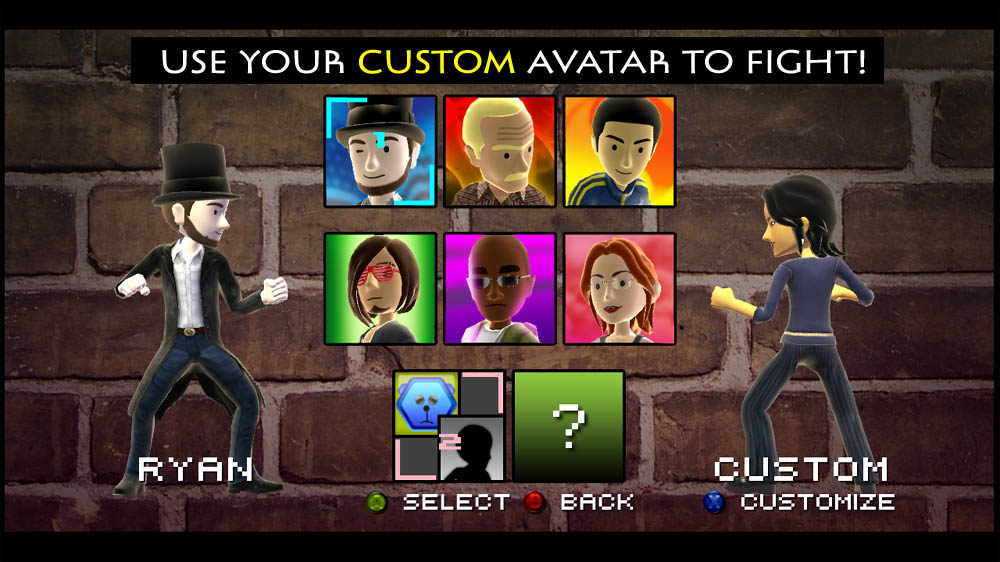 USE YOUR CUSTOM AVATAR TO FIGHT!
1
2
?
RYAN
CUSTOM
A SELECT B BACK X CUSTOMIZE